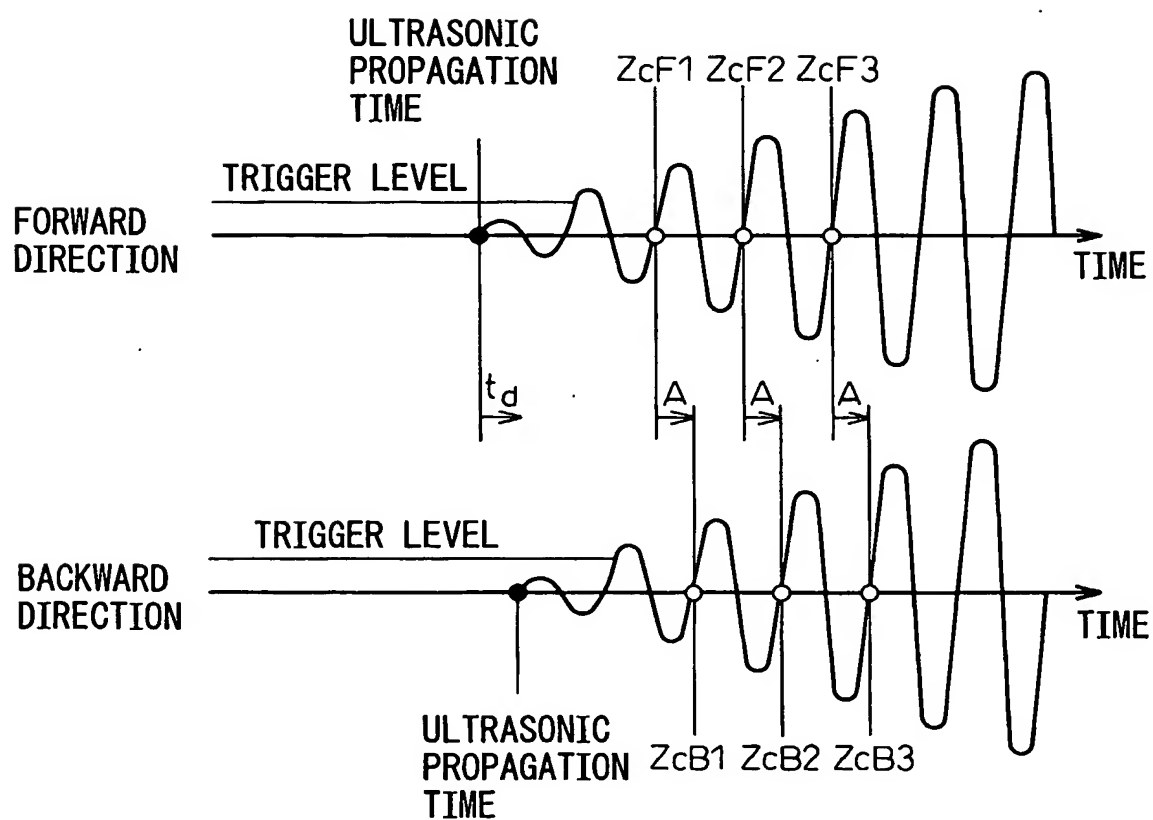 ULTRASONIC
PROPAGATION
TIME
ZcF1 ZcF2 ZcF3
TRIGGER LEVEL
FORWARD
DIRECTION
TIME
td
A
A
A
TRIGGER LEVEL
BACKWARD
DIRECTION
TIME
ULTRASONIC
PROPAGATION
TIME
ZcB1 ZcB2 ZcB3